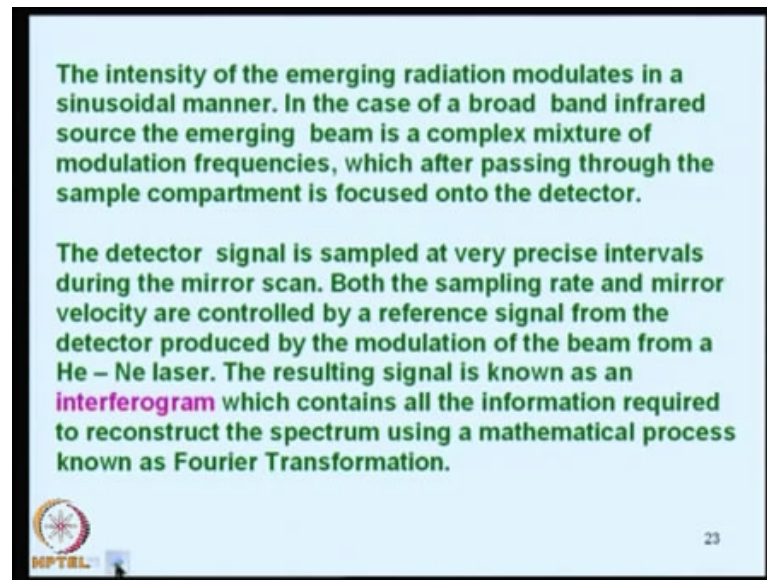 The intensity of the emerging radiation modulates in a
sinusoidal manner. In the case of a broad band infrared
source the emerging beam is a complex mixture of
modulation frequencies, which after passing through the
sample compartment is focused onto the detector.
The detector signal is sampled at very precise intervals
during the mirror scan. Both the sampling rate and mirror
velocity are controlled by a reference signal from the
detector produced by the modulation of the beam from a
He – Ne laser. The resulting signal is known as an
interferogram which contains all the information required
to reconstruct the spectrum using a mathematical process
known as Fourier Transformation.
23
NPTEL